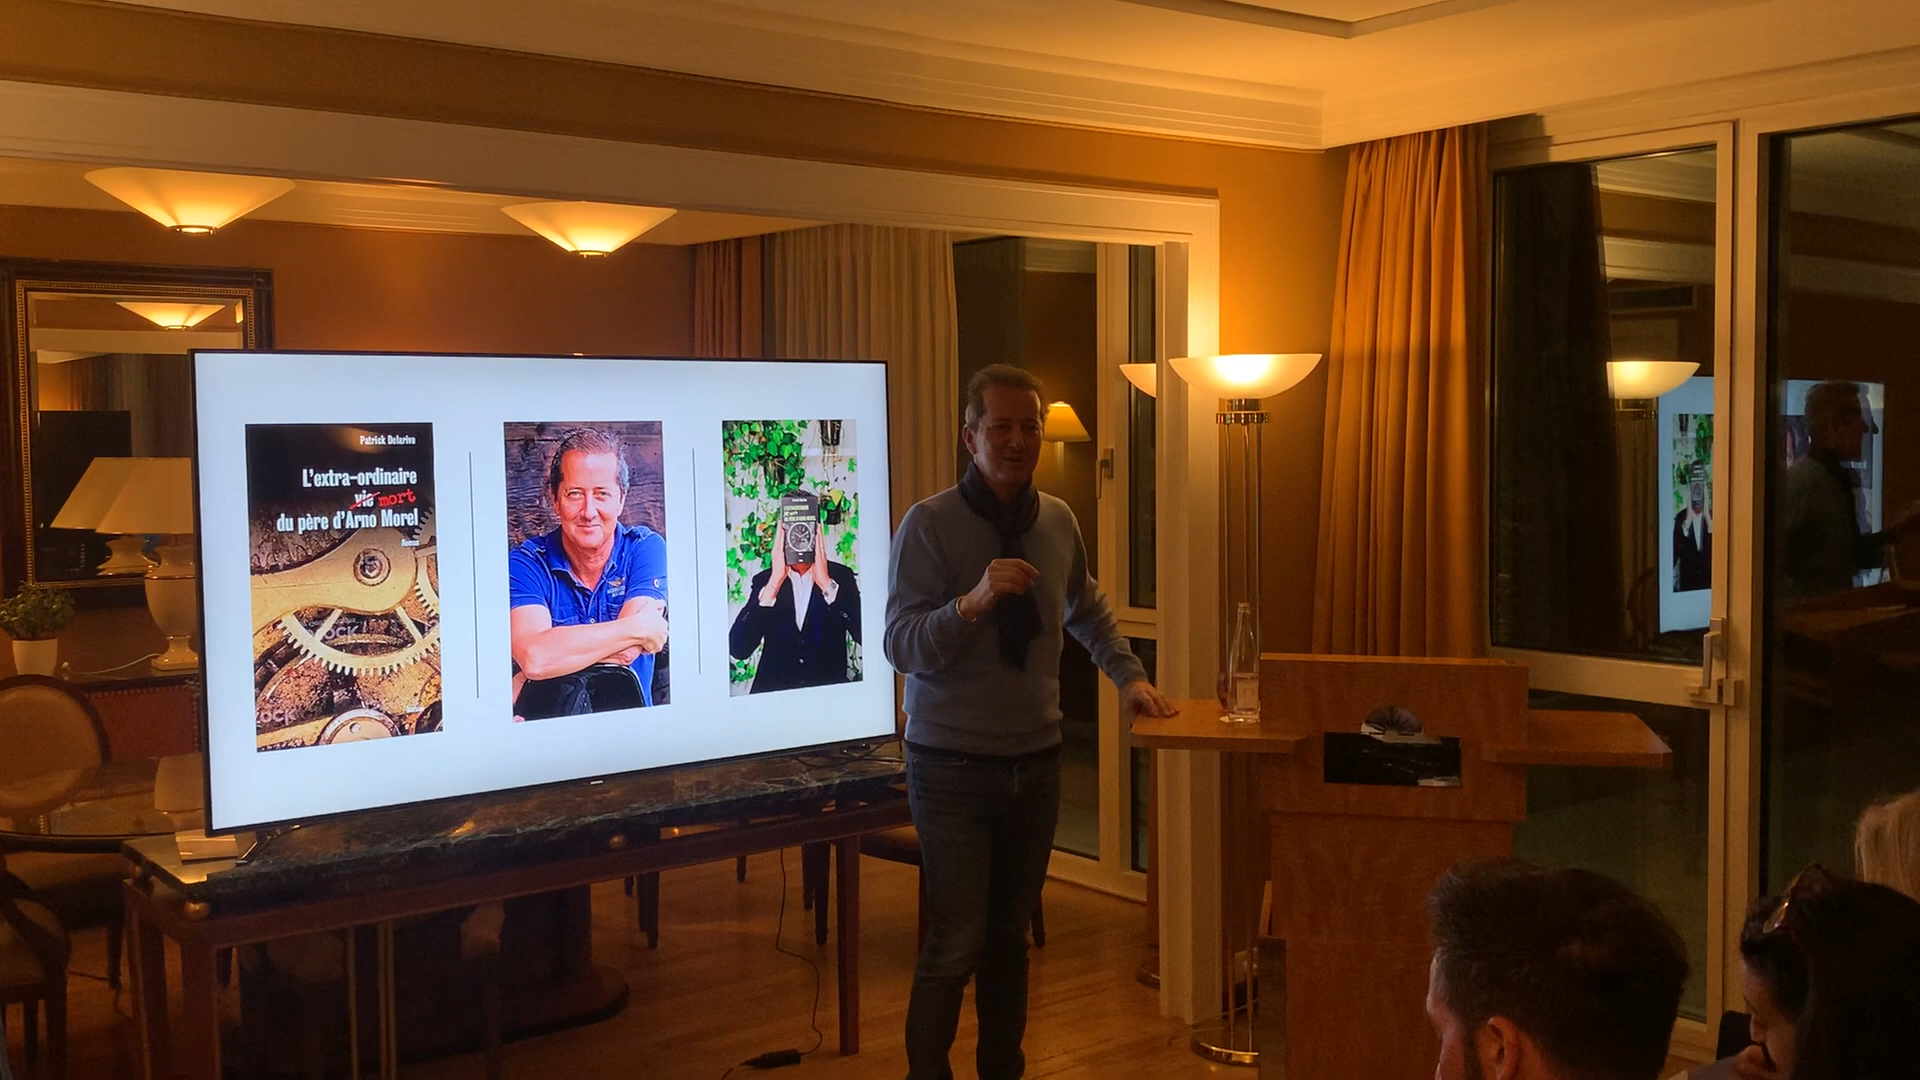 Patrick Delarive
L'extra-ordinaire
vie mort
du père d'Arno Morel
Roman